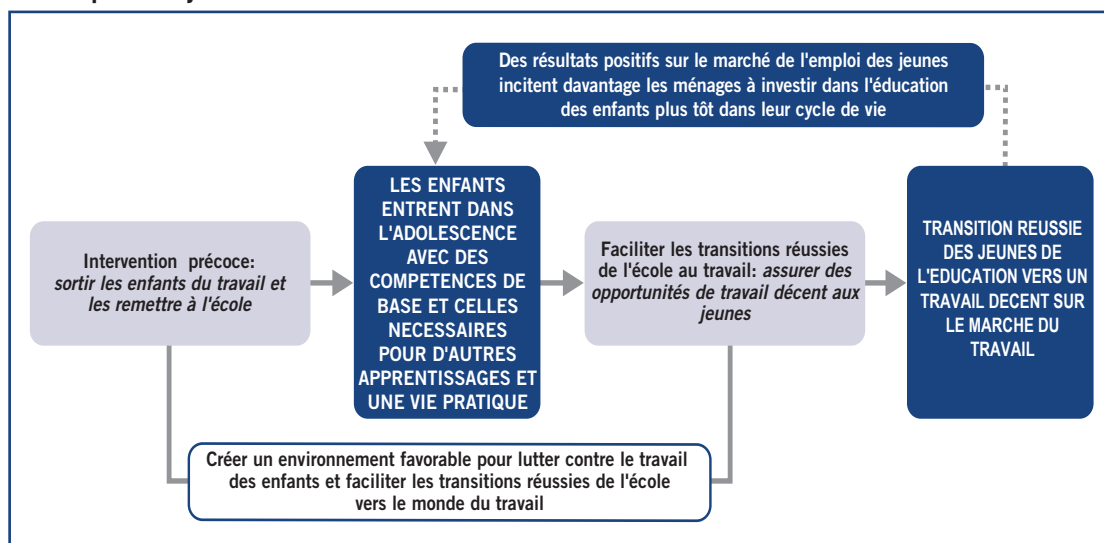 Des résultats positifs sur le marché de l'emploi des jeunes
incitent davantage les ménages à investir dans l'éducation
des enfants plus tôt dans leur cycle de vie
Intervention précoce:
sortir les enfants du travail et
les remettre à l'école
LES ENFANTS
ENTRENT DANS
L'ADOLESCENCE
AVEC DES
COMPETENCES DE
BASE ET CELLES
NECESSAIRES
POUR D'AUTRES
APPRENTISSAGES ET
UNE VIE PRATIQUE
Faciliter les transitions réussies
de l'école au travail: assurer des
opportunités de travail décent aux
jeunes
TRANSITION REUSSIE
DES JEUNES DE
L'EDUCATION VERS UN
TRAVAIL DECENT SUR
LE MARCHE DU
TRAVAIL
Créer un environnement favorable pour lutter contre le travail
des enfants et faciliter les transitions réussies de l'école
vers le monde du travail